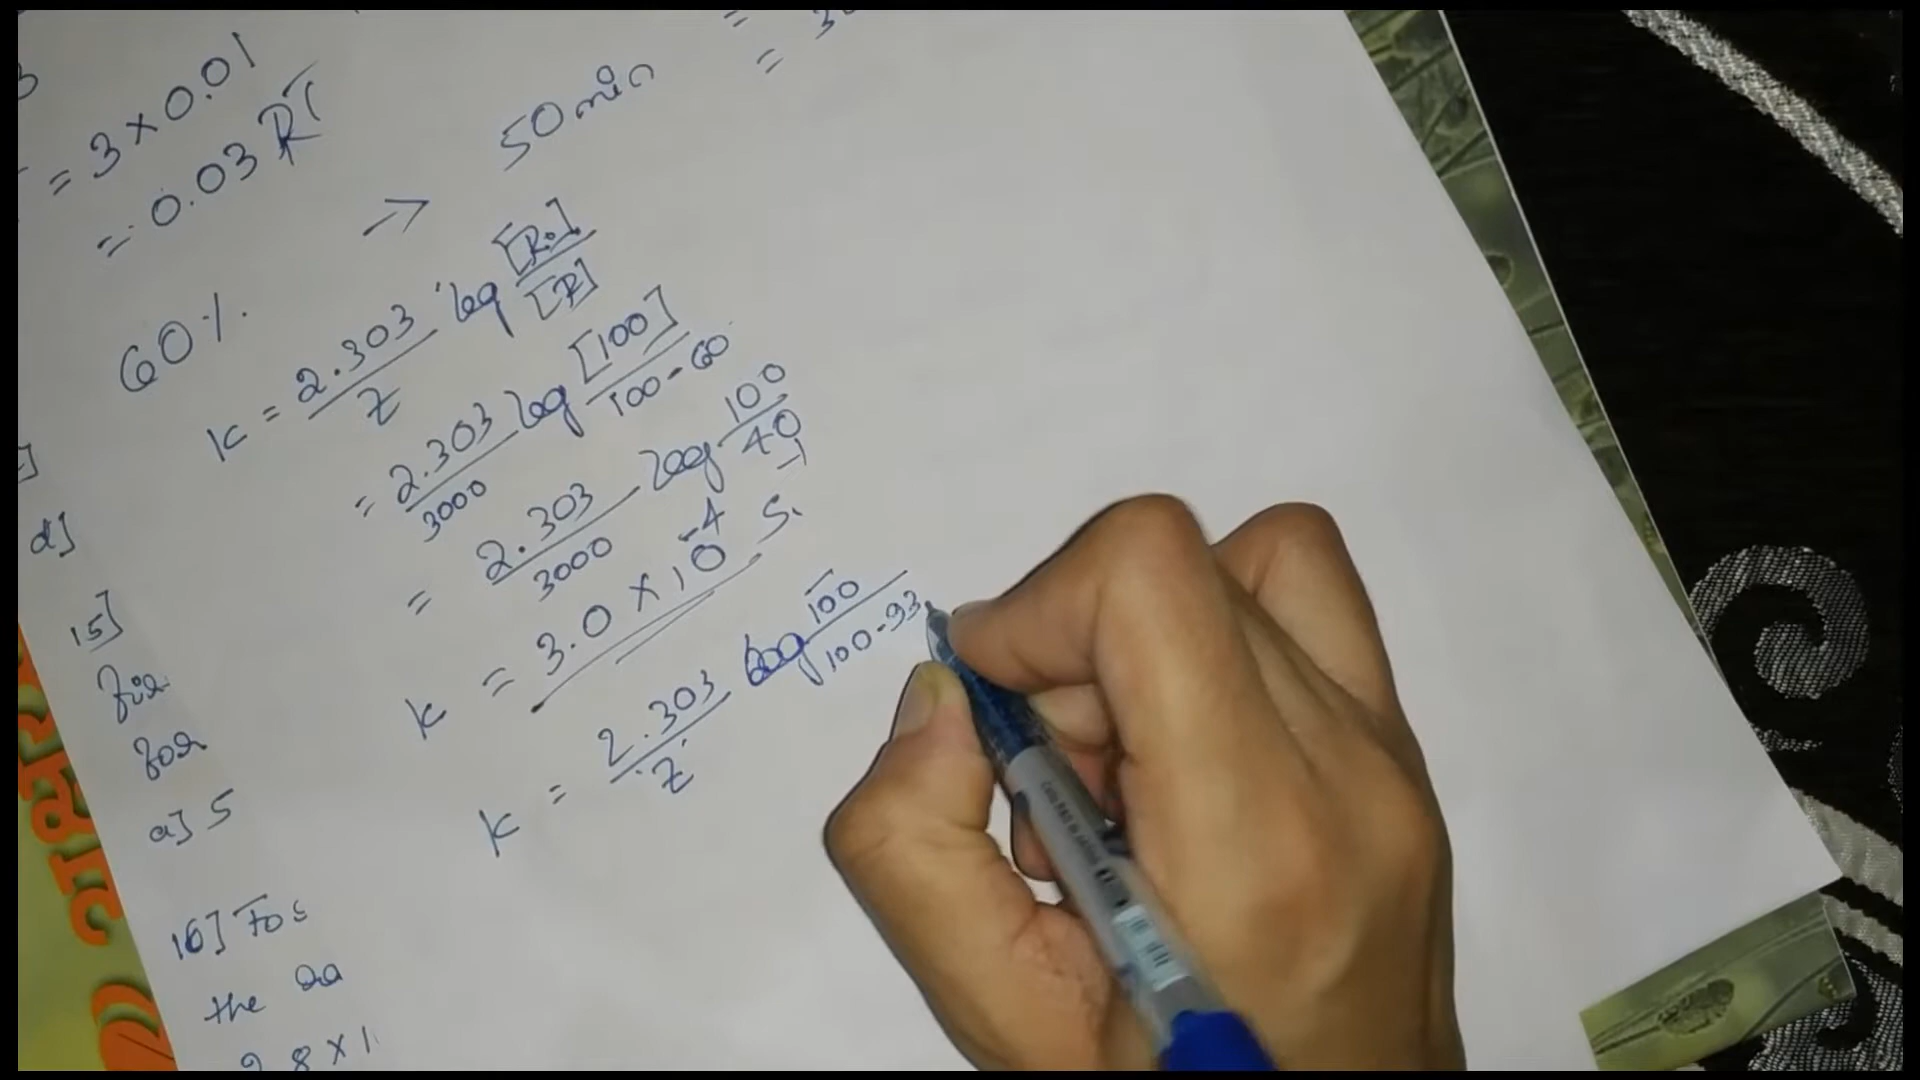 = 3 × 0.01
= 0.03 RT
60 %. → 50 min
k = 2.303/t log [R₀]/[R]
= 2.303/3000 log [100]/100-60
= 2.303/3000 log 100/40
k = 3.0 × 10⁻⁴ s⁻¹
k = 2.303/t log 100/100-93
d]
15]
for
a] 5
16] Fos
the